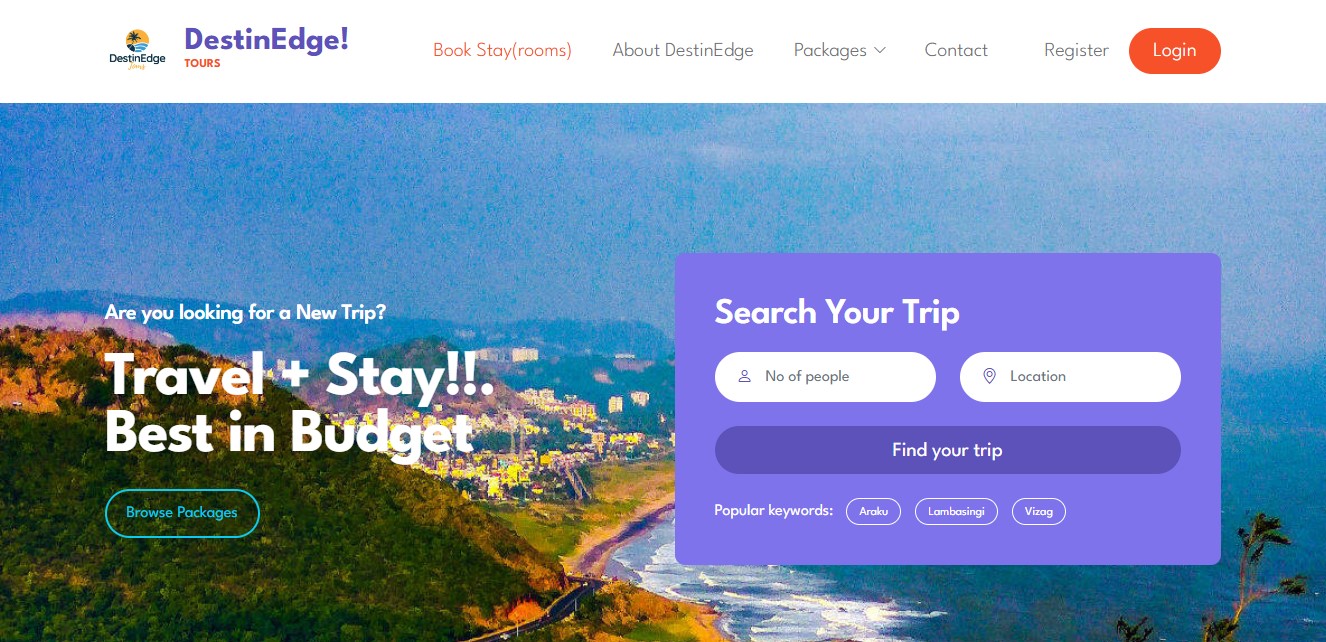 DestinEdge
Tours
DestinEdge!
TOURS
Book Stay(rooms)
About DestinEdge
Packages
Contact
Register
Login
Are you looking for a New Trip?
Travel + Stay!!.
Best in Budget
Browse Packages
Search Your Trip
No of people
Location
Find your trip
Popular keywords:
Araku
Lambasingi
Vizag